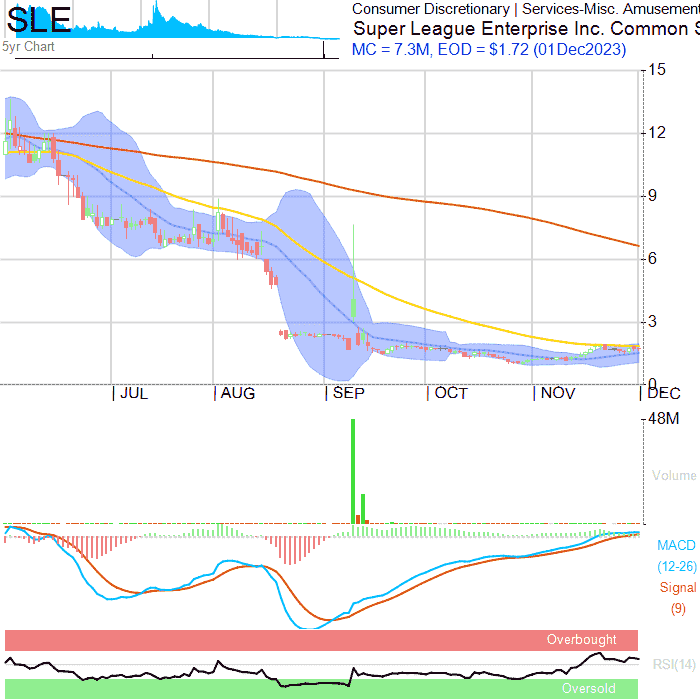 SLE
5yr Chart
Consumer Discretionary | Services-Misc. Amusement
Super League Enterprise Inc. Common S
MC = 7.3M, EOD = $1.72 (01Dec2023)
15
12
9
6
3
0
| JUL | AUG | SEP | OCT | NOV | DEC
48M
Volume
MACD
(12-26)
Signal
(9)
Overbought
RSI(14)
Oversold